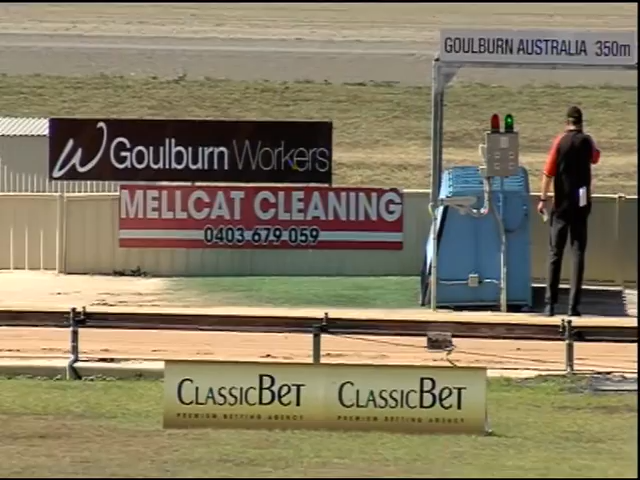 GOULBURN AUSTRALIA 350m
w Goulburn Workers
MELLCAT CLEANING
0403 679 059
CLASSICBET CLASSICBET
PREMIUM BETTING AGENCY PREMIUM BETTING AGENCY